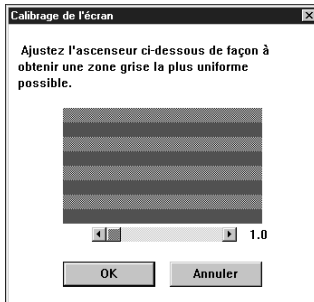 Calibrage de l'écran
Ajustez l'ascenseur ci-dessous de façon à
obtenir une zone grise la plus uniforme
possible.
1.0
OK
Annuler